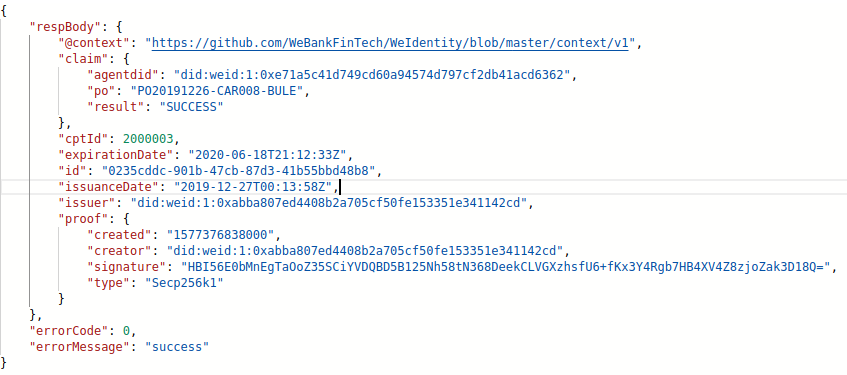 {
"respBody": {
"@context": "https://github.com/WeBankFinTech/WeIdentity/blob/master/context/v1",
"claim": {
"agentdid": "did:weid:1:0xe71a5c41d749cd60a94574d797cf2db41acd6362",
"po": "PO20191226-CAR008-BULE",
"result": "SUCCESS"
},
"cptId": 2000003,
"expirationDate": "2020-06-18T21:12:33Z",
"id": "0235cddc-901b-47cb-87d3-41b55bbd48b8",
"issuanceDate": "2019-12-27T00:13:58Z",
"issuer": "did:weid:1:0xabba807ed4408b2a705cf50fe153351e341142cd",
"proof": {
"created": "1577376838000",
"creator": "did:weid:1:0xabba807ed4408b2a705cf50fe153351e341142cd",
"signature": "HBI56E0bMnEgTaOoZ35SCiYVDQBD5B125Nh58tN368DeekCLVGXzhsfU6+fKx3Y4Rgb7HB4XV4Z8zjoZak3D18Q=",
"type": "Secp256k1"
}
},
"errorCode": 0,
"errorMessage": "success"
}